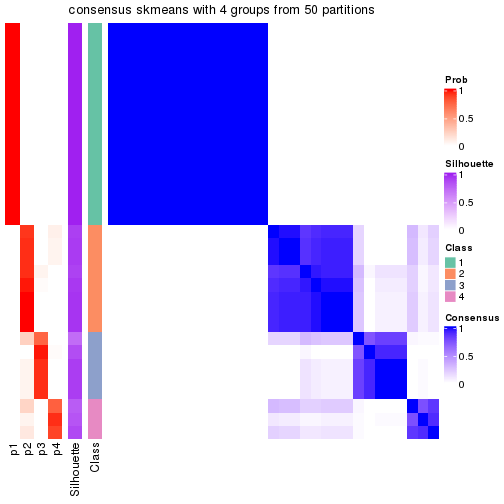 consensus skmeans with 4 groups from 50 partitions
Prob
1
0.5
0
Silhouette
1
0.5
0
Class
1
2
3
4
Consensus
1
0.5
0
p1
p2
p3
p4
Silhouette
Class